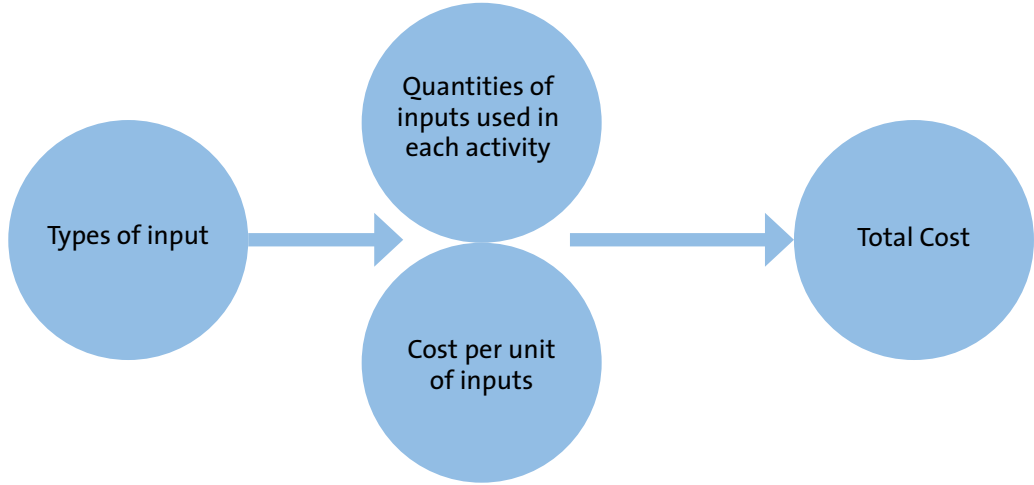 Types of input
Quantities of
inputs used in
each activity
Cost per unit
of inputs
Total Cost